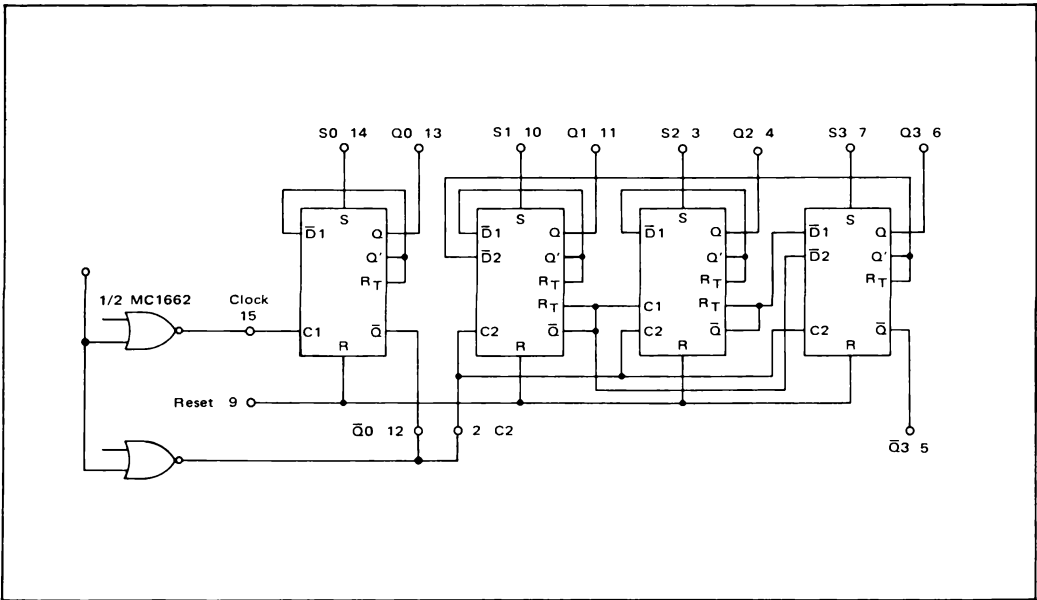 S0 14 Q0 13 S1 10 Q1 11 S2 3 Q2 4 S3 7 Q3 6
S S S S
D̅1 Q D̅1 Q D̅1 Q D̅1 Q
Q' D̅2 Q' Q' D̅2 Q'
RT RT RT RT
1/2 MC1662 Clock RT C1 RT
15
C1 Q̅ C2 Q̅ C2 Q̅ C2 Q̅
R R R R
Reset 9
Q̅0 12 2 C2
Q̅3 5